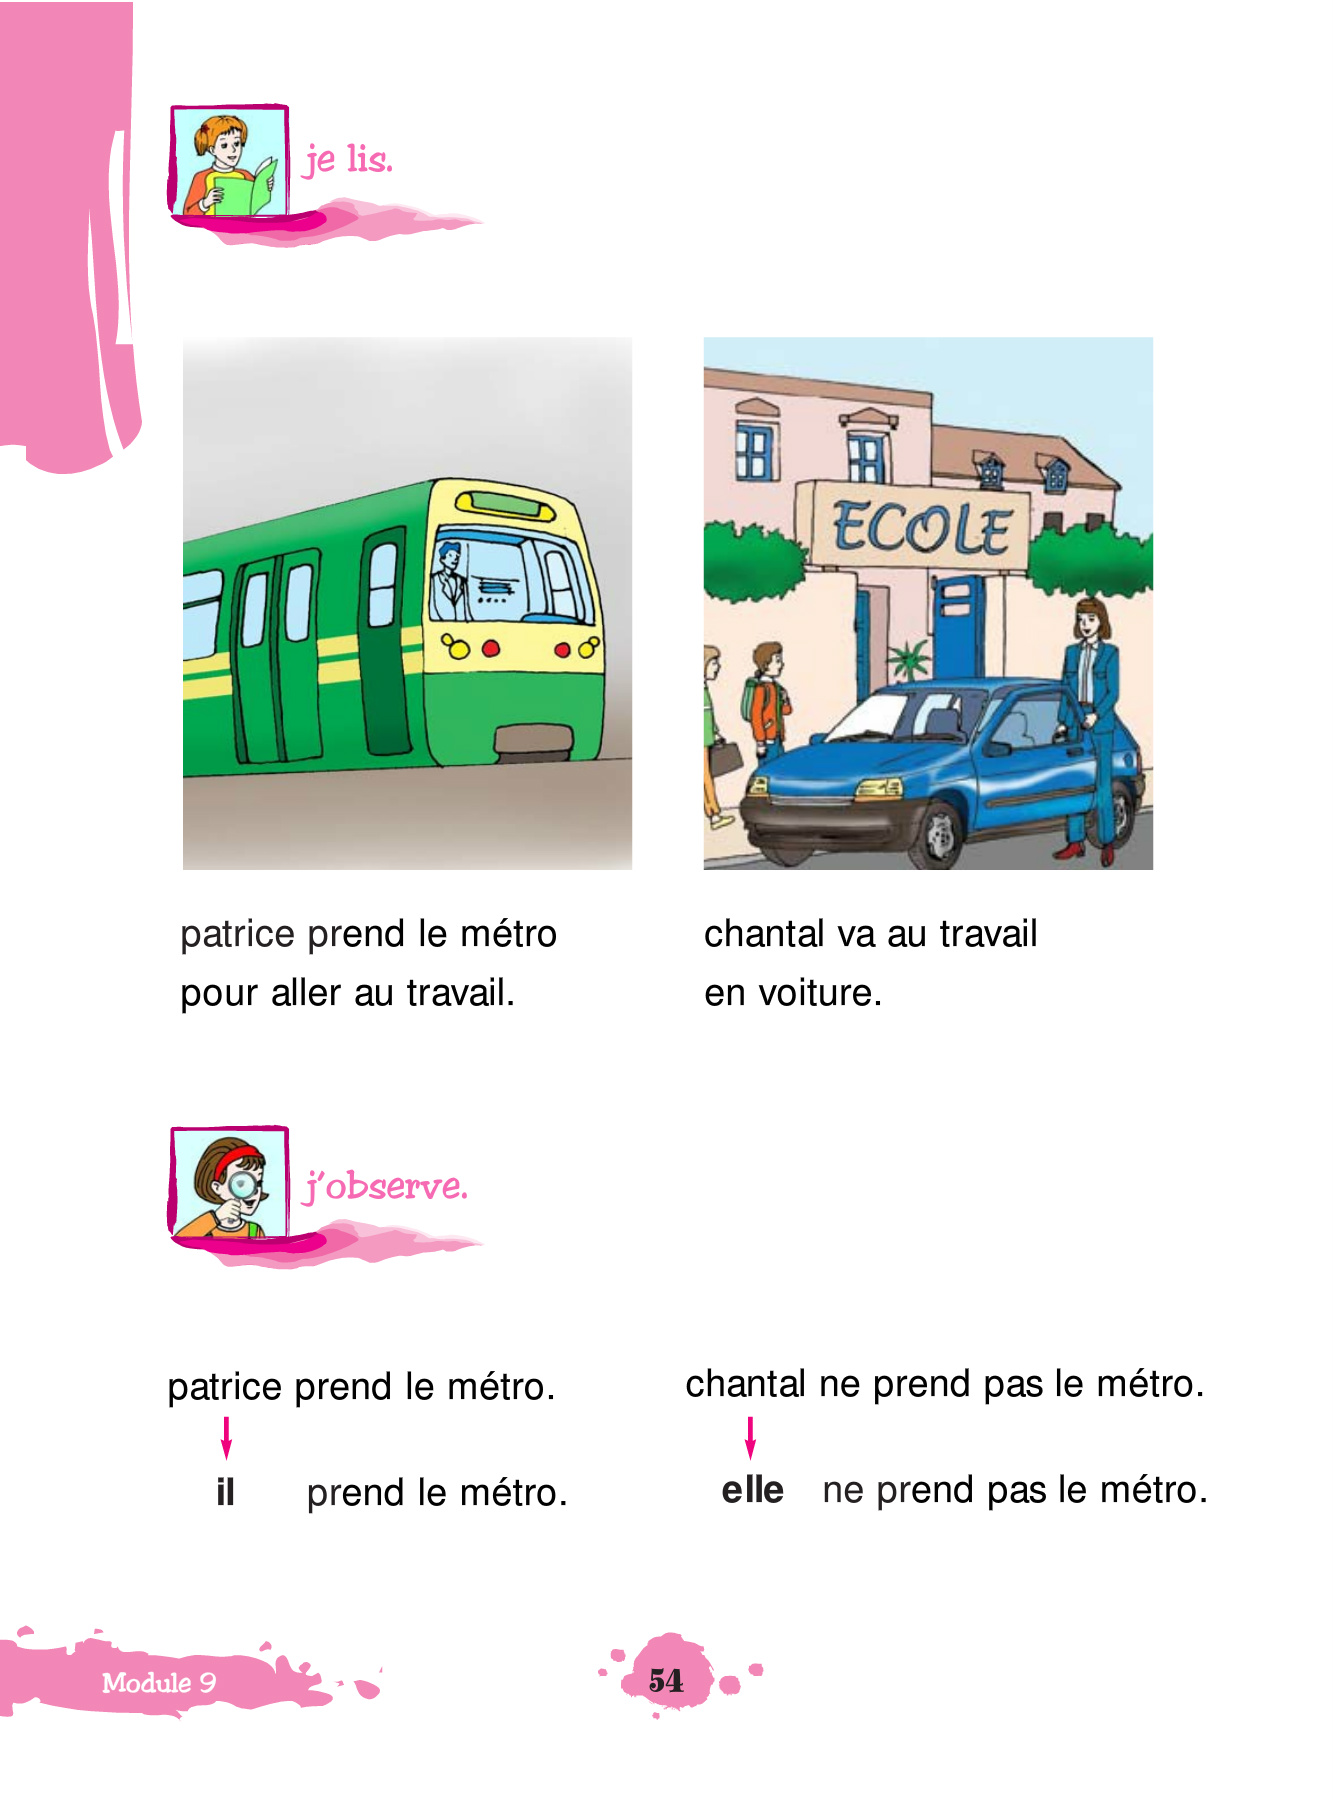 je lis.
ECOLE
patrice prend le métro
pour aller au travail.
chantal va au travail
en voiture.
j'observe.
patrice prend le métro.
il prend le métro.
chantal ne prend pas le métro.
elle ne prend pas le métro.
Module 9
54